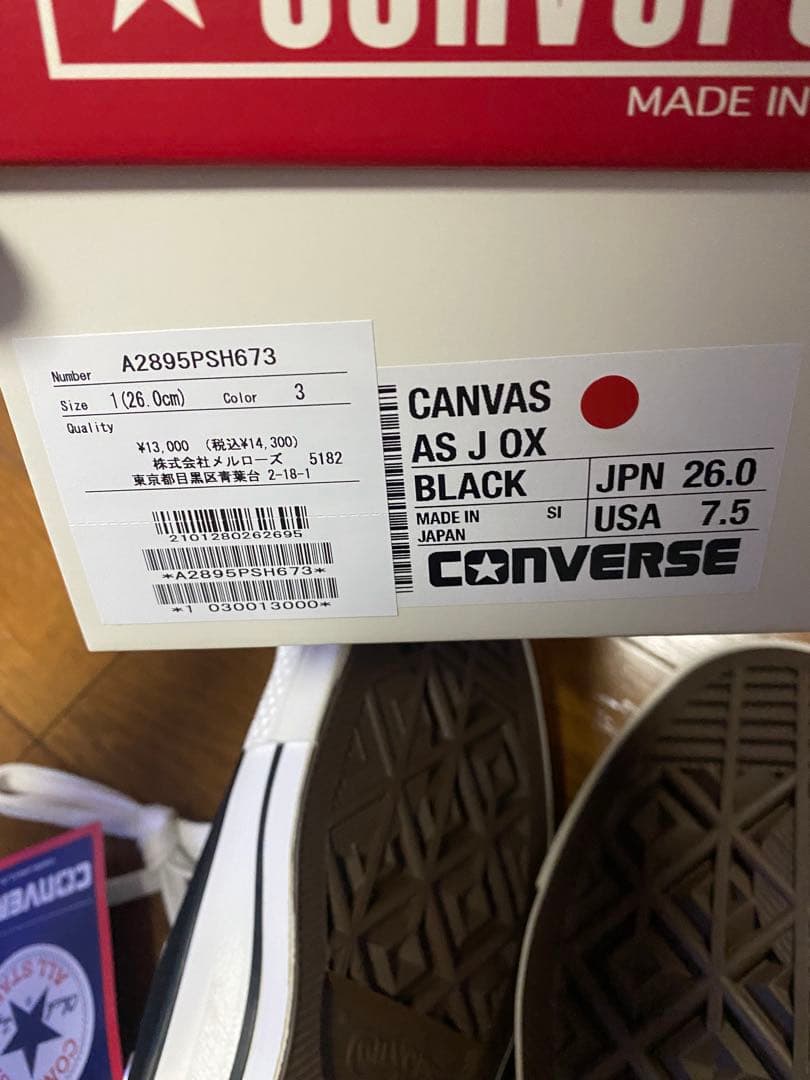 MADE IN
Number A2895PSH673
Size 1(26.0cm) Color 3
Quality
¥13,000 (税込¥14,300)
株式会社メルローズ 5182
東京都目黒区青葉台 2-18-1
2101280262695
*A2895PSH673*
*1 030013000*
CANVAS
AS J OX
BLACK
JPN 26.0
MADE IN JAPAN SI
USA 7.5
CONVERSE
ALL STA